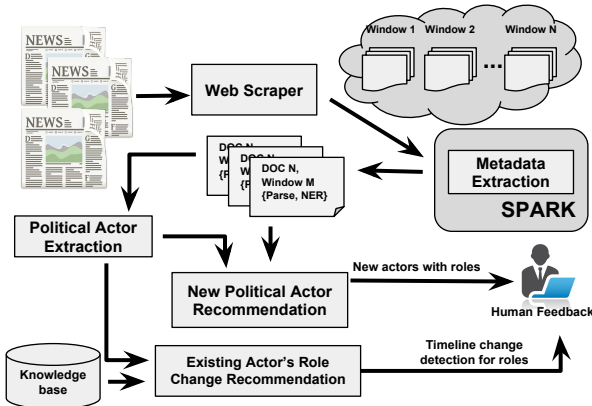 NEWS
NEWS
NEWS
Web Scraper
Window 1 Window 2 Window N
...
Metadata
Extraction
SPARK
DOC N,
Window M
{Parse, NER}
DOC N,
DOC N,
Political Actor
Extraction
New Political Actor
Recommendation
New actors with roles
Human Feedback
Knowledge
base
Existing Actor's Role
Change Recommendation
Timeline change
detection for roles